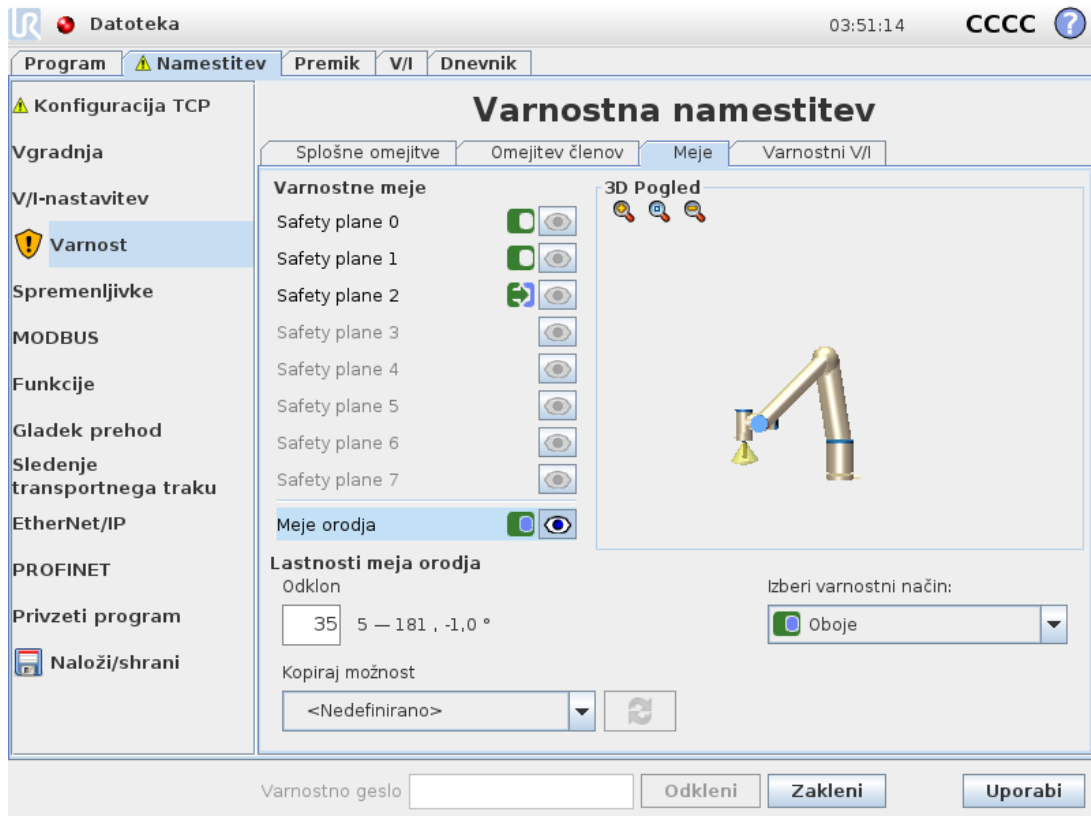 UR Datoteka 03:51:14 CCCC ?
Program Namestitev Premik V/I Dnevnik
Konfiguracija TCP
Vgradnja
V/I-nastavitev
Varnost
Spremenljivke
MODBUS
Funkcije
Gladek prehod
Sledenje
transportnega traku
EtherNet/IP
PROFINET
Privzeti program
Naloži/shrani
Varnostna namestitev
Splošne omejitve Omejitev členov Meje Varnostni V/I
Varnostne meje
Safety plane 0
Safety plane 1
Safety plane 2
Safety plane 3
Safety plane 4
Safety plane 5
Safety plane 6
Safety plane 7
Meje orodja
3D Pogled
Lastnosti meja orodja
Odklon
35 5 — 181 , -1,0 °
Izberi varnostni način:
Oboje
Kopiraj možnost
<Nedefinirano>
Varnostno geslo Odkleni Zakleni Uporabi